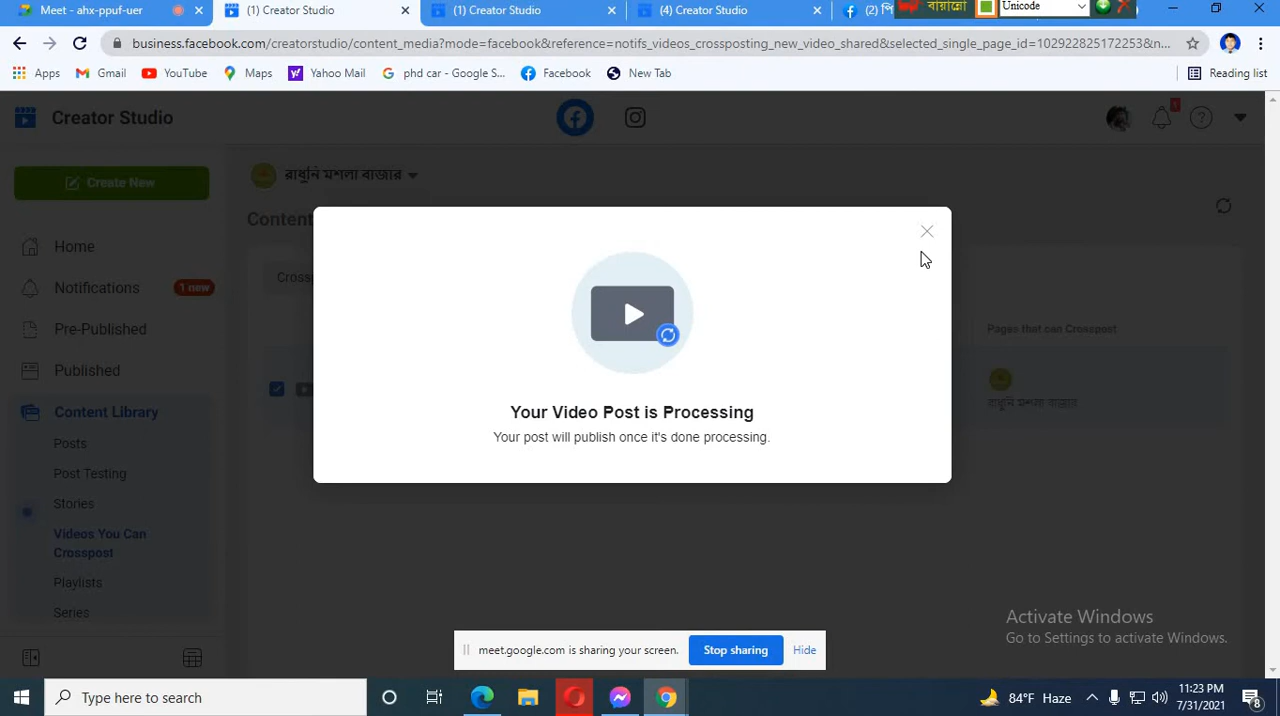 Meet - ahx-ppuf-uer
(1) Creator Studio
(1) Creator Studio
(4) Creator Studio
বায়ান্নো
Unicode
business.facebook.com/creatorstudio/content_media?mode=facebook&reference=notifs_videos_crossposting_new_video_shared&selected_single_page_id=1029228251722253&n...
Apps
Gmail
YouTube
Maps
Yahoo Mail
phd car - Google S...
Facebook
New Tab
Reading list
Creator Studio
Create New
রাধুনি মশলা বাজার
Content
Home
Notifications
1 new
Pre-Published
Published
Content Library
Posts
Post Testing
Stories
Videos You Can
Crosspost
Playlists
Series
Pages that can Crosspost
রাধুনি মশলা বাজার
Your Video Post is Processing
Your post will publish once it's done processing.
Activate Windows
Go to Settings to activate Windows.
meet.google.com is sharing your screen.
Stop sharing
Hide
Type here to search
84°F Haze
11:23 PM
7/31/2021
8